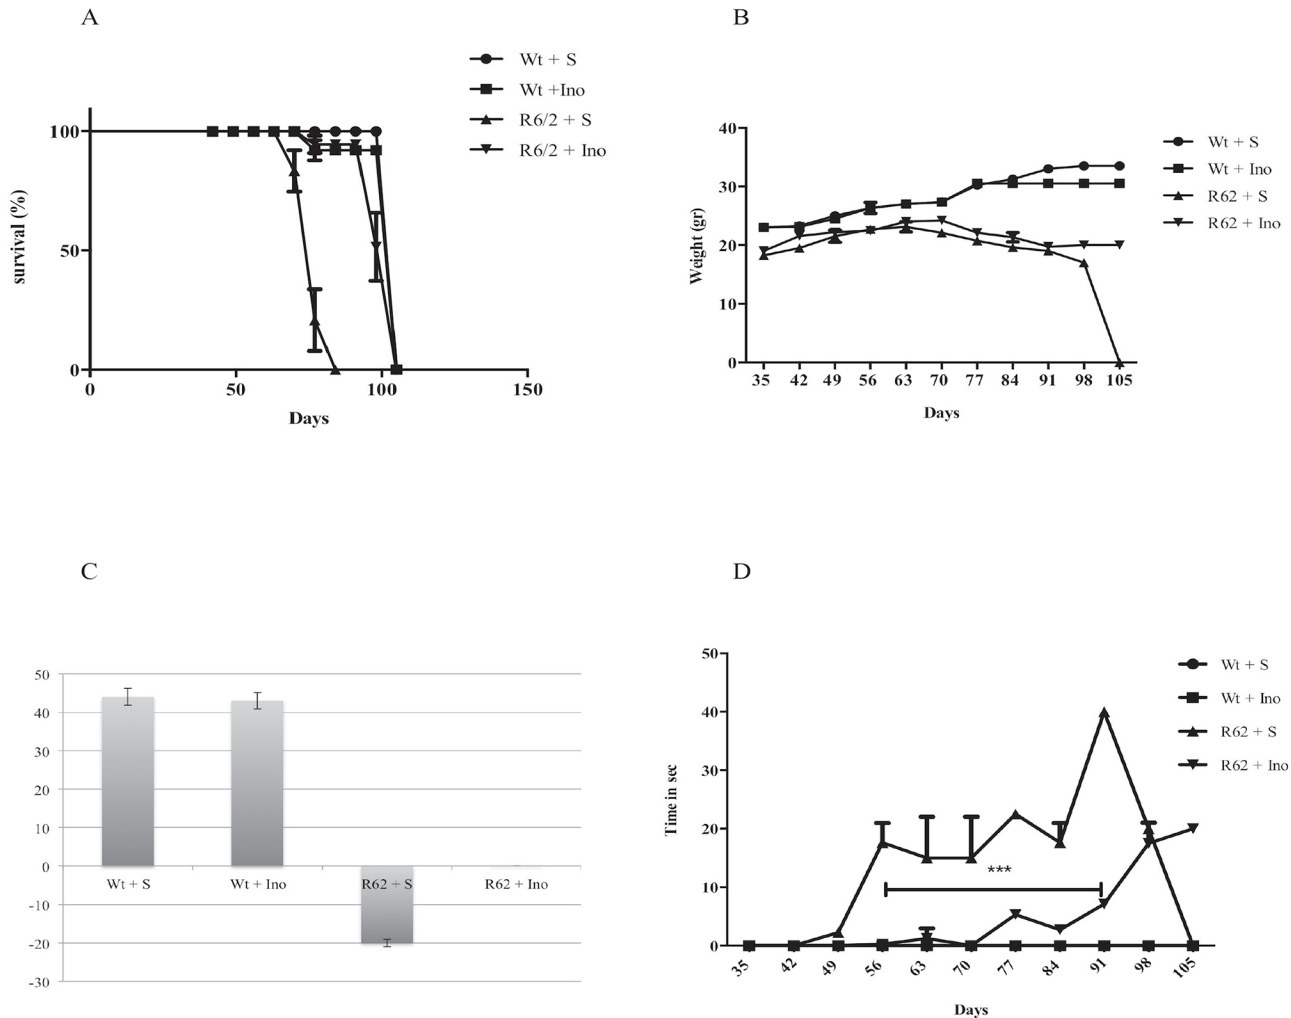 A
Wt + S
Wt +Ino
R6/2 + S
R6/2 + Ino
survival (%)
100
50
0
0 50 100 150
Days
B
Wt + S
Wt + Ino
R62 + S
R62 + Ino
Weight (gr)
40
30
20
10
0
35 42 49 56 63 70 77 84 91 98 105
Days
C
50
40
30
20
10
0
-10
-20
-30
Wt + S Wt + Ino R62 + S R62 + Ino
D
Wt + S
Wt + Ino
R62 + S
R62 + Ino
Time in sec
50
40
30
20
10
0
***
35 42 49 56 63 70 77 84 91 98 105
Days